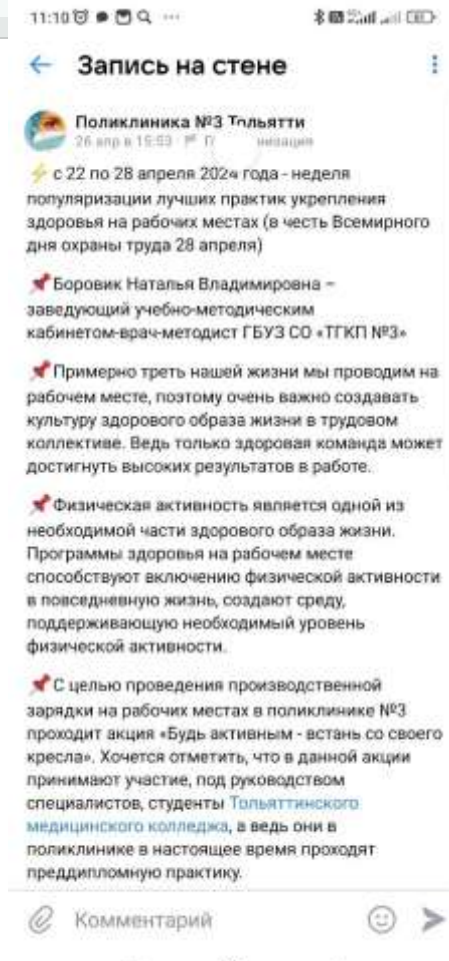 11:10
Запись на стене
Поликлиника №3 Тольятти
26 апр в 15:53
с 22 по 28 апреля 2024 года - неделя
популяризации лучших практик укрепления
здоровья на рабочих местах (в честь Всемирного
дня охраны труда 28 апреля)
Боровик Наталья Владимировна –
заведующий учебно-методическим
кабинетом-врач-методист ГБУЗ СО «ТГКП №3»
Примерно треть нашей жизни мы проводим на
рабочем месте, поэтому очень важно создавать
культуру здорового образа жизни в трудовом
коллективе. Ведь только здоровая команда может
достигнуть высоких результатов в работе.
Физическая активность является одной из
необходимой части здорового образа жизни.
Программы здоровья на рабочем месте
способствуют включению физической активности
в повседневную жизнь, создают среду,
поддерживающую необходимый уровень
физической активности.
С целью проведения производственной
зарядки на рабочих местах в поликлинике №3
проходит акция «Будь активным - встань со своего
кресла». Хочется отметить, что в данной акции
принимают участие, под руководством
специалистов, студенты Тольяттинского
медицинского колледжа, а ведь они в
поликлинике в настоящее время проходят
преддипломную практику.
Комментарий